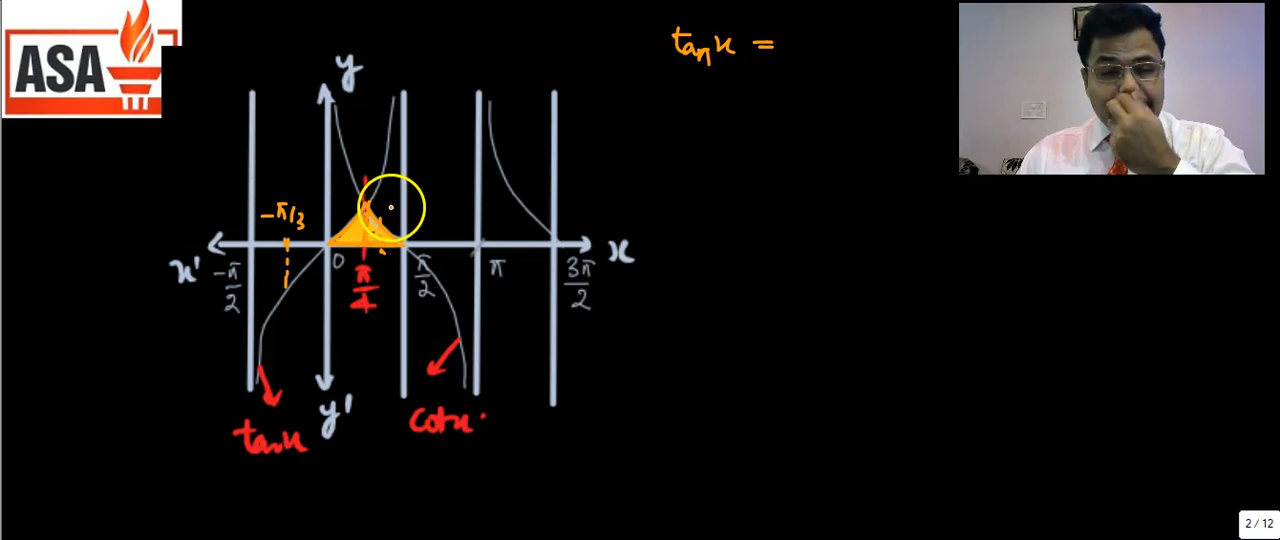 ASA
tan x =
y
-π/3
x'
-π/2
0
π/4
π/2
π
3π/2
x
y'
tan x
cot x.
2 / 12